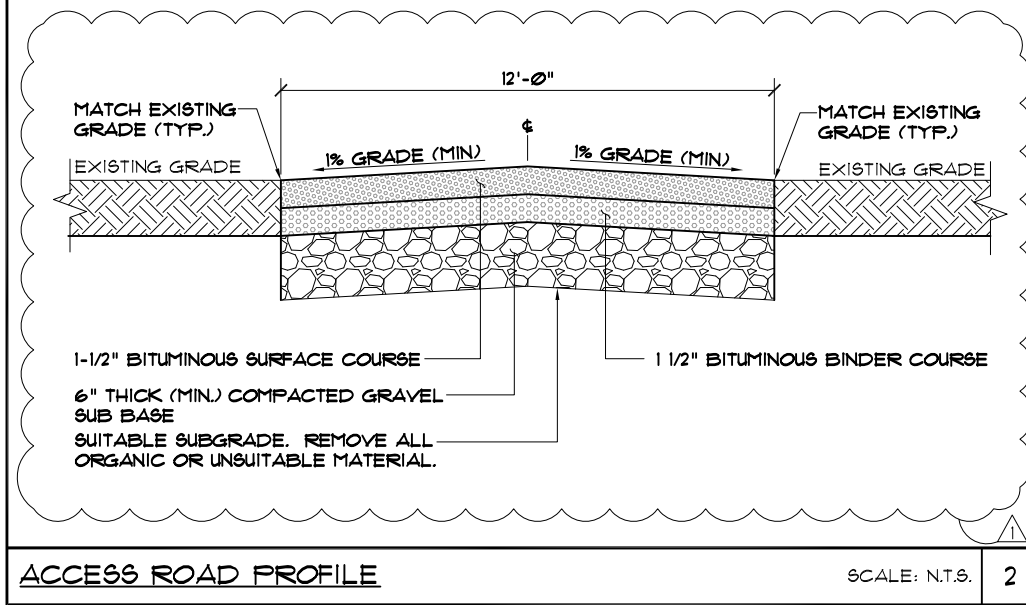 12'-0"
MATCH EXISTING
GRADE (TYP.)
MATCH EXISTING
GRADE (TYP.)
℄
1% GRADE (MIN)
1% GRADE (MIN)
EXISTING GRADE
EXISTING GRADE
1-1/2" BITUMINOUS SURFACE COURSE
1 1/2" BITUMINOUS BINDER COURSE
6" THICK (MIN.) COMPACTED GRAVEL
SUB BASE
SUITABLE SUBGRADE. REMOVE ALL
ORGANIC OR UNSUITABLE MATERIAL.
1
ACCESS ROAD PROFILE
SCALE: N.T.S.
2